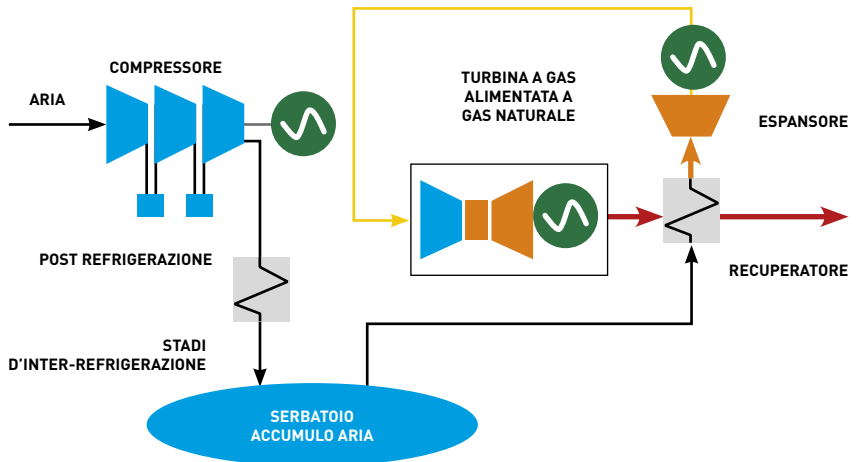 COMPRESSORE
ARIA
TURBINA A GAS
ALIMENTATA A
GAS NATURALE
ESPANSORE
POST REFRIGERAZIONE
RECUPERATORE
STADI
D'INTER-REFRIGERAZIONE
SERBATOIO
ACCUMULO ARIA